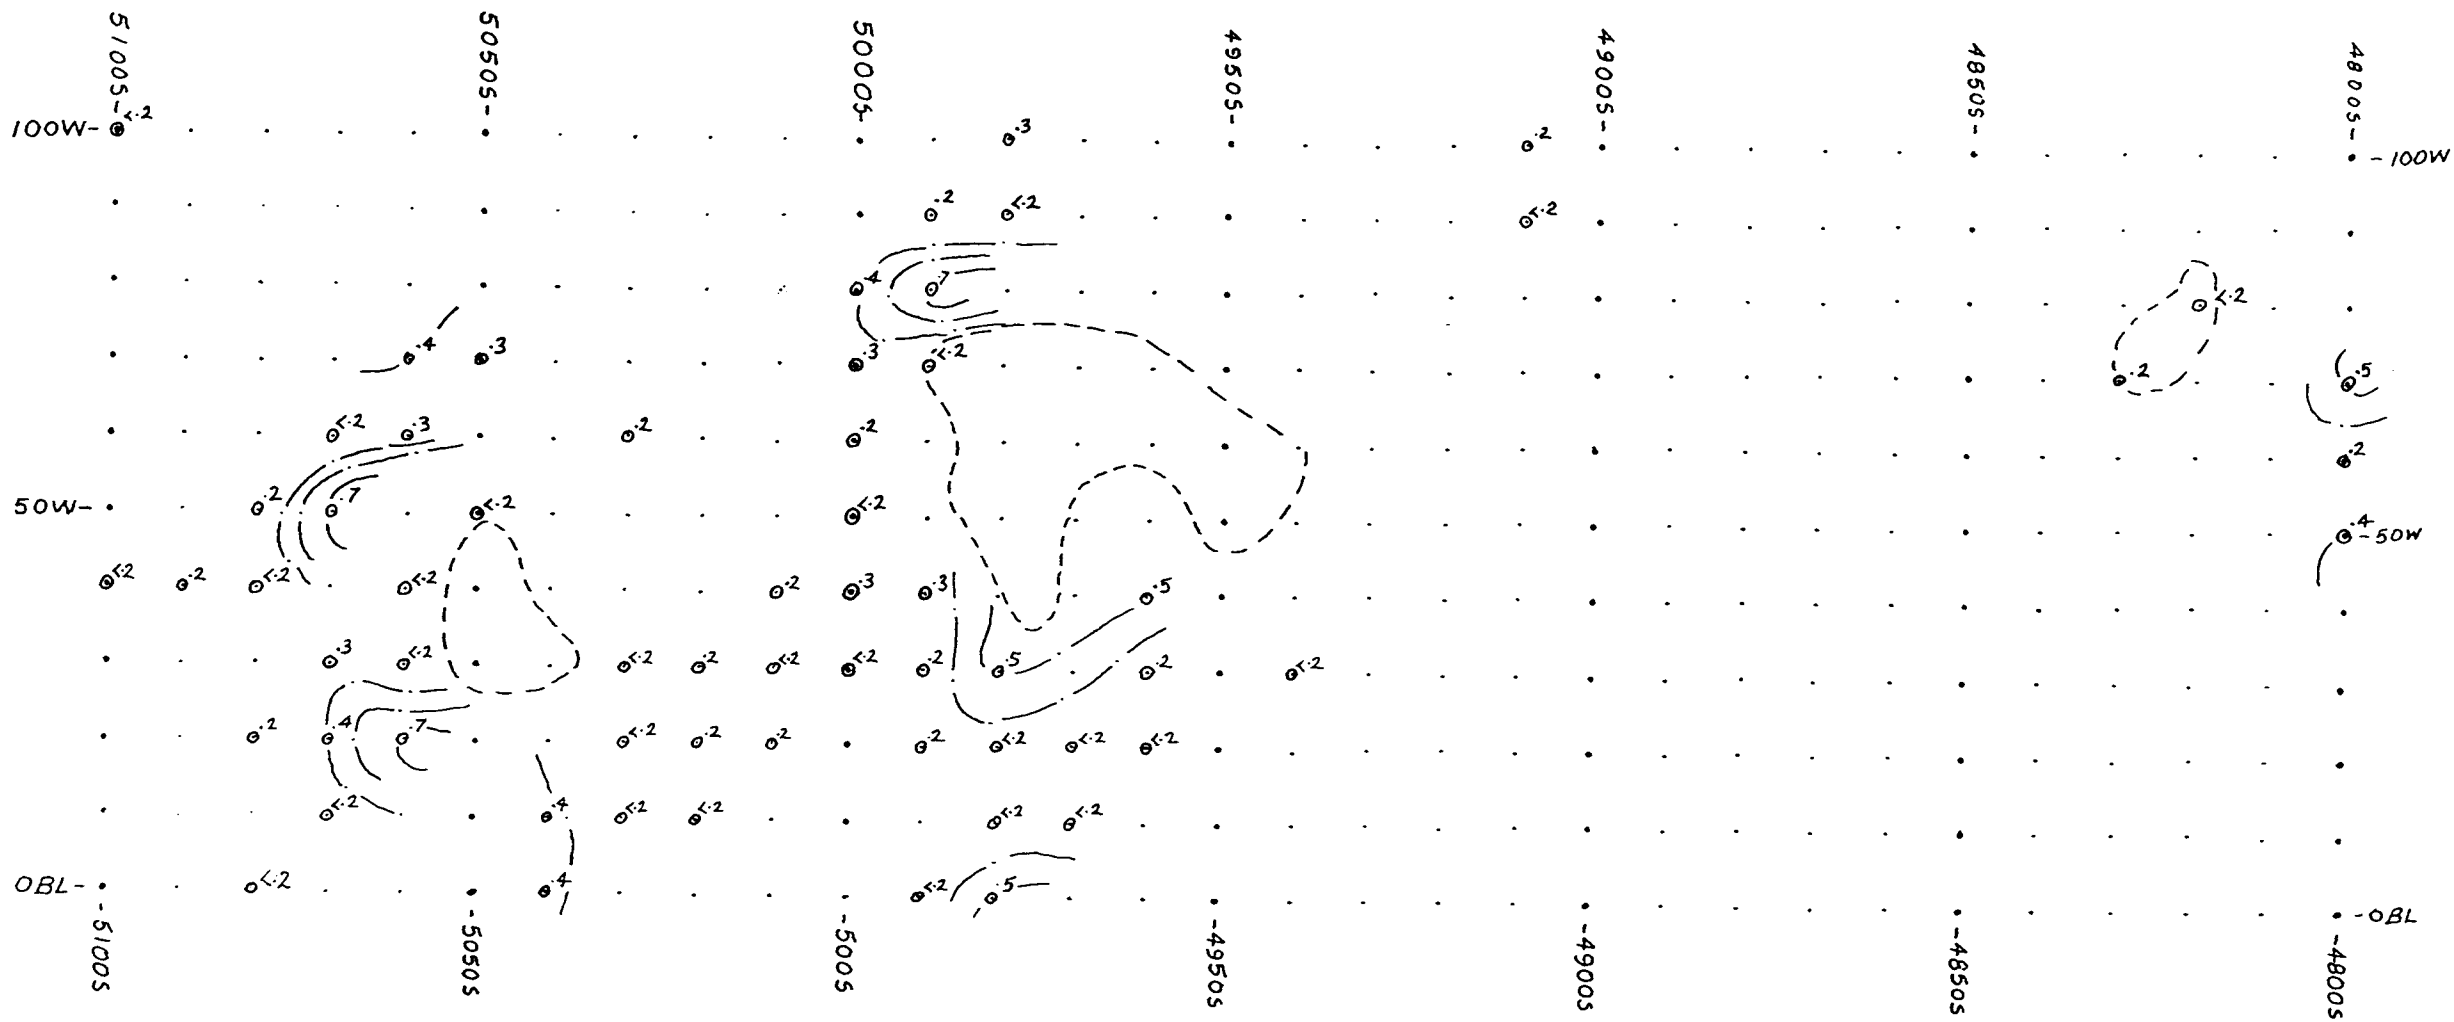 5100S- 5050S- 5000S- 4950S- 4900S- 4850S- 4800S-
100W- <.2 .3 .2 -100W
.2 <.2 <.2
.4 .7 <.2
.4 .3 .3 <.2 .2 .5
<.2 .3 .2 .2 .2
50W- .2 .7 <.2 <.2 .4 -50W
<.2 .2 <.2 <.2 .2 .3 .3 .5
.3 <.2 <.2 .2 <.2 <.2 .2 .5 .2 <.2
.2 .4 .7 <.2 .2 .2 .2 <.2 <.2 <.2
<.2 .4 <.2 <.2 <.2 <.2
OBL- <.2 .4 <.2 .5 -OBL
-5100S -5050S -5000S -4950S -4900S -4850S -4800S